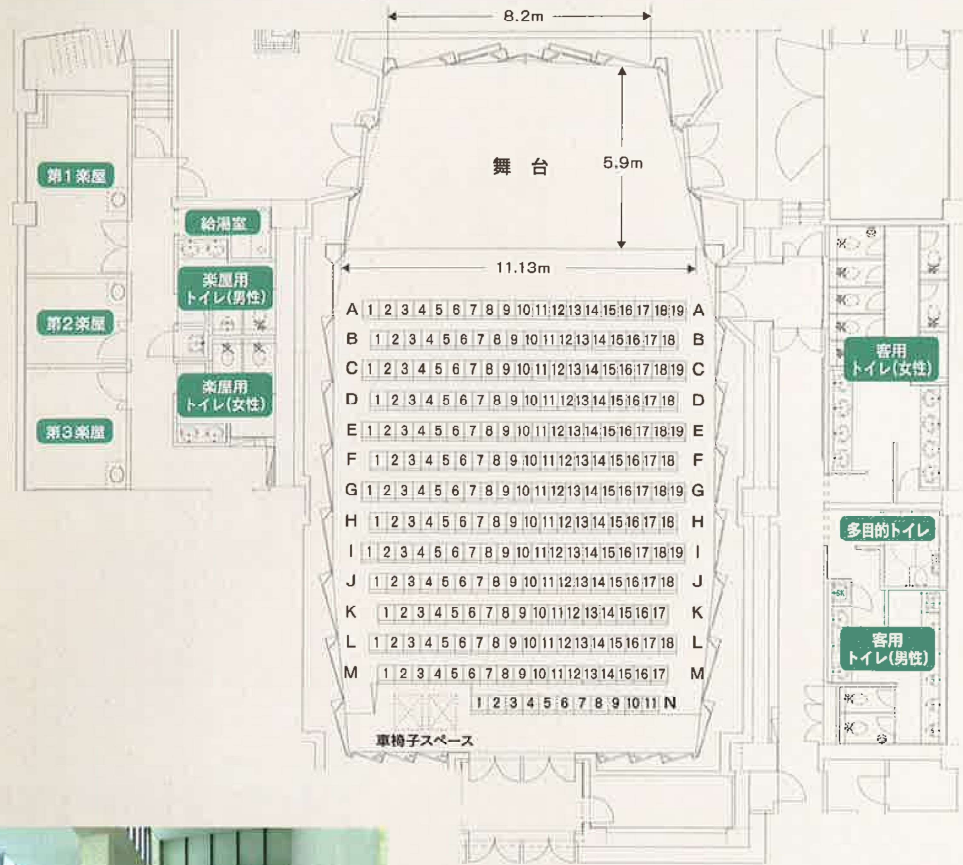 8.2m
舞台
5.9m
第1楽屋
給湯室
11.13m
楽屋用
トイレ(男性)
第2楽屋
楽屋用
トイレ(女性)
第3楽屋
A 1 2 3 4 5 6 7 8 9 10 11 12 13 14 15 16 17 18 19 A
B 1 2 3 4 5 6 7 8 9 10 11 12 13 14 15 16 17 18 B
C 1 2 3 4 5 6 7 8 9 10 11 12 13 14 15 16 17 18 19 C
D 1 2 3 4 5 6 7 8 9 10 11 12 13 14 15 16 17 18 D
E 1 2 3 4 5 6 7 8 9 10 11 12 13 14 15 16 17 18 19 E
F 1 2 3 4 5 6 7 8 9 10 11 12 13 14 15 16 17 18 F
G 1 2 3 4 5 6 7 8 9 10 11 12 13 14 15 16 17 18 19 G
H 1 2 3 4 5 6 7 8 9 10 11 12 13 14 15 16 17 18 H
I 1 2 3 4 5 6 7 8 9 10 11 12 13 14 15 16 17 18 19 I
J 1 2 3 4 5 6 7 8 9 10 11 12 13 14 15 16 17 18 J
K 1 2 3 4 5 6 7 8 9 10 11 12 13 14 15 16 17 K
L 1 2 3 4 5 6 7 8 9 10 11 12 13 14 15 16 17 18 L
M 1 2 3 4 5 6 7 8 9 10 11 12 13 14 15 16 17 M
1 2 3 4 5 6 7 8 9 10 11 N
車椅子スペース
客用
トイレ(女性)
多目的トイレ
客用
トイレ(男性)